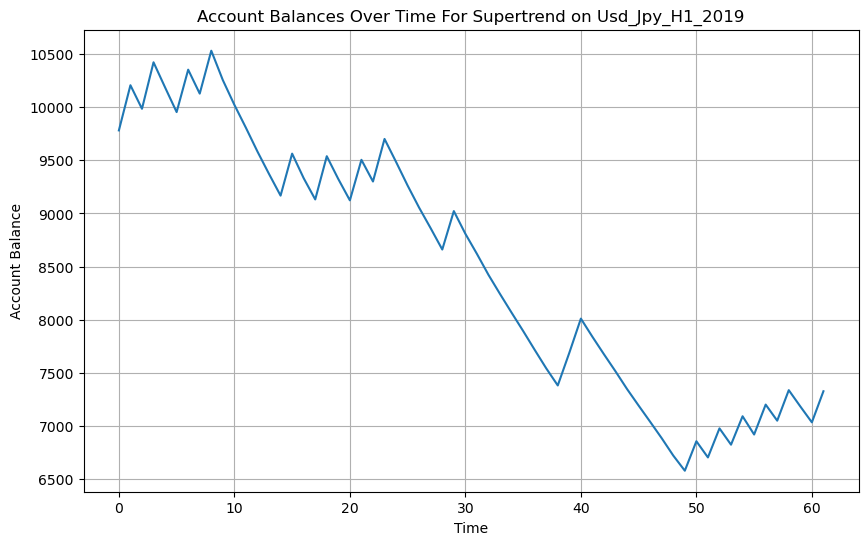 Account Balances Over Time For Supertrend on Usd_Jpy_H1_2019
Account Balance
10500
10000
9500
9000
8500
8000
7500
7000
6500
0 10 20 30 40 50 60
Time